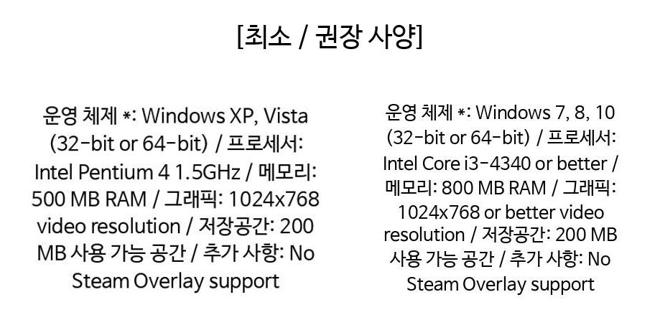 [최소 / 권장 사양]
운영 체제 *: Windows XP, Vista
(32-bit or 64-bit) / 프로세서:
Intel Pentium 4 1.5GHz / 메모리:
500 MB RAM / 그래픽: 1024x768
video resolution / 저장공간: 200
MB 사용 가능 공간 / 추가 사항: No
Steam Overlay support
운영 체제 *: Windows 7, 8, 10
(32-bit or 64-bit) / 프로세서:
Intel Core i3-4340 or better /
메모리: 800 MB RAM / 그래픽:
1024x768 or better video
resolution / 저장공간: 200 MB
사용 가능 공간 / 추가 사항: No
Steam Overlay support